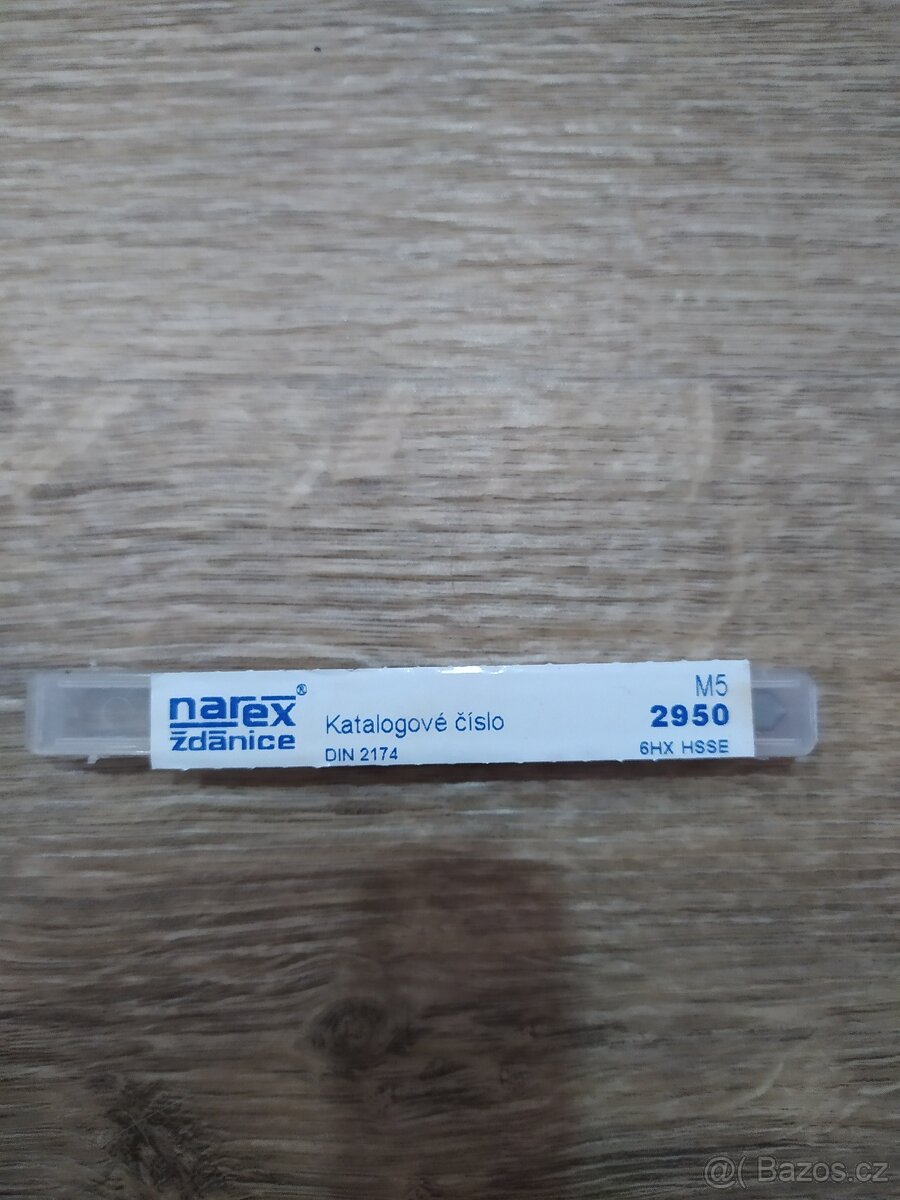 narex®
ždánice
Katalogové číslo
DIN 2174
M5
2950
6HX HSSE
@( Bazos.cz